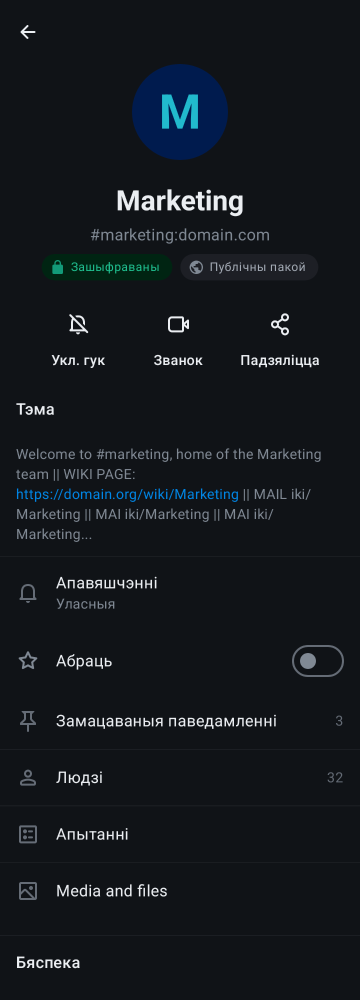 M
Marketing
#marketing:domain.com
Зашыфраваны
Публічны пакой
Укл. гук
Званок
Падзяліцца
Тэма
Welcome to #marketing, home of the Marketing
team || WIKI PAGE:
https://domain.org/wiki/Marketing || MAIL iki/
Marketing || MAI iki/Marketing || MAI iki/
Marketing...
Апавяшчэнні
Уласныя
Абраць
Замацаваныя паведамленні 3
Людзі 32
Апытанні
Media and files
Бяспека